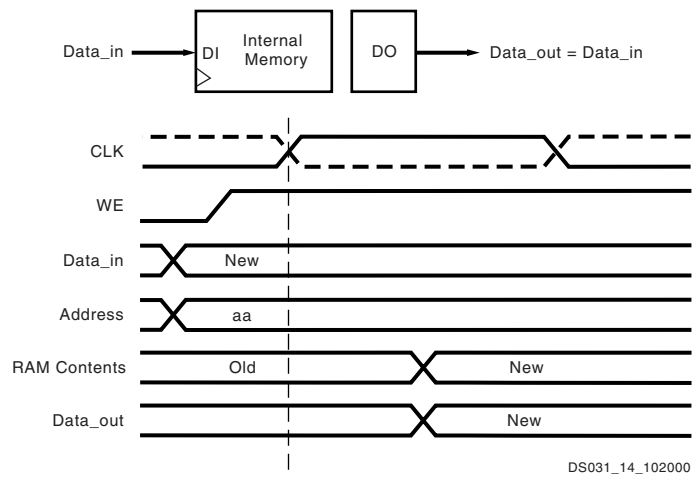 Data_in
DI
Internal
Memory
DO
Data_out = Data_in
CLK
WE
Data_in
New
Address
aa
RAM Contents
Old
New
Data_out
New
DS031_14_102000